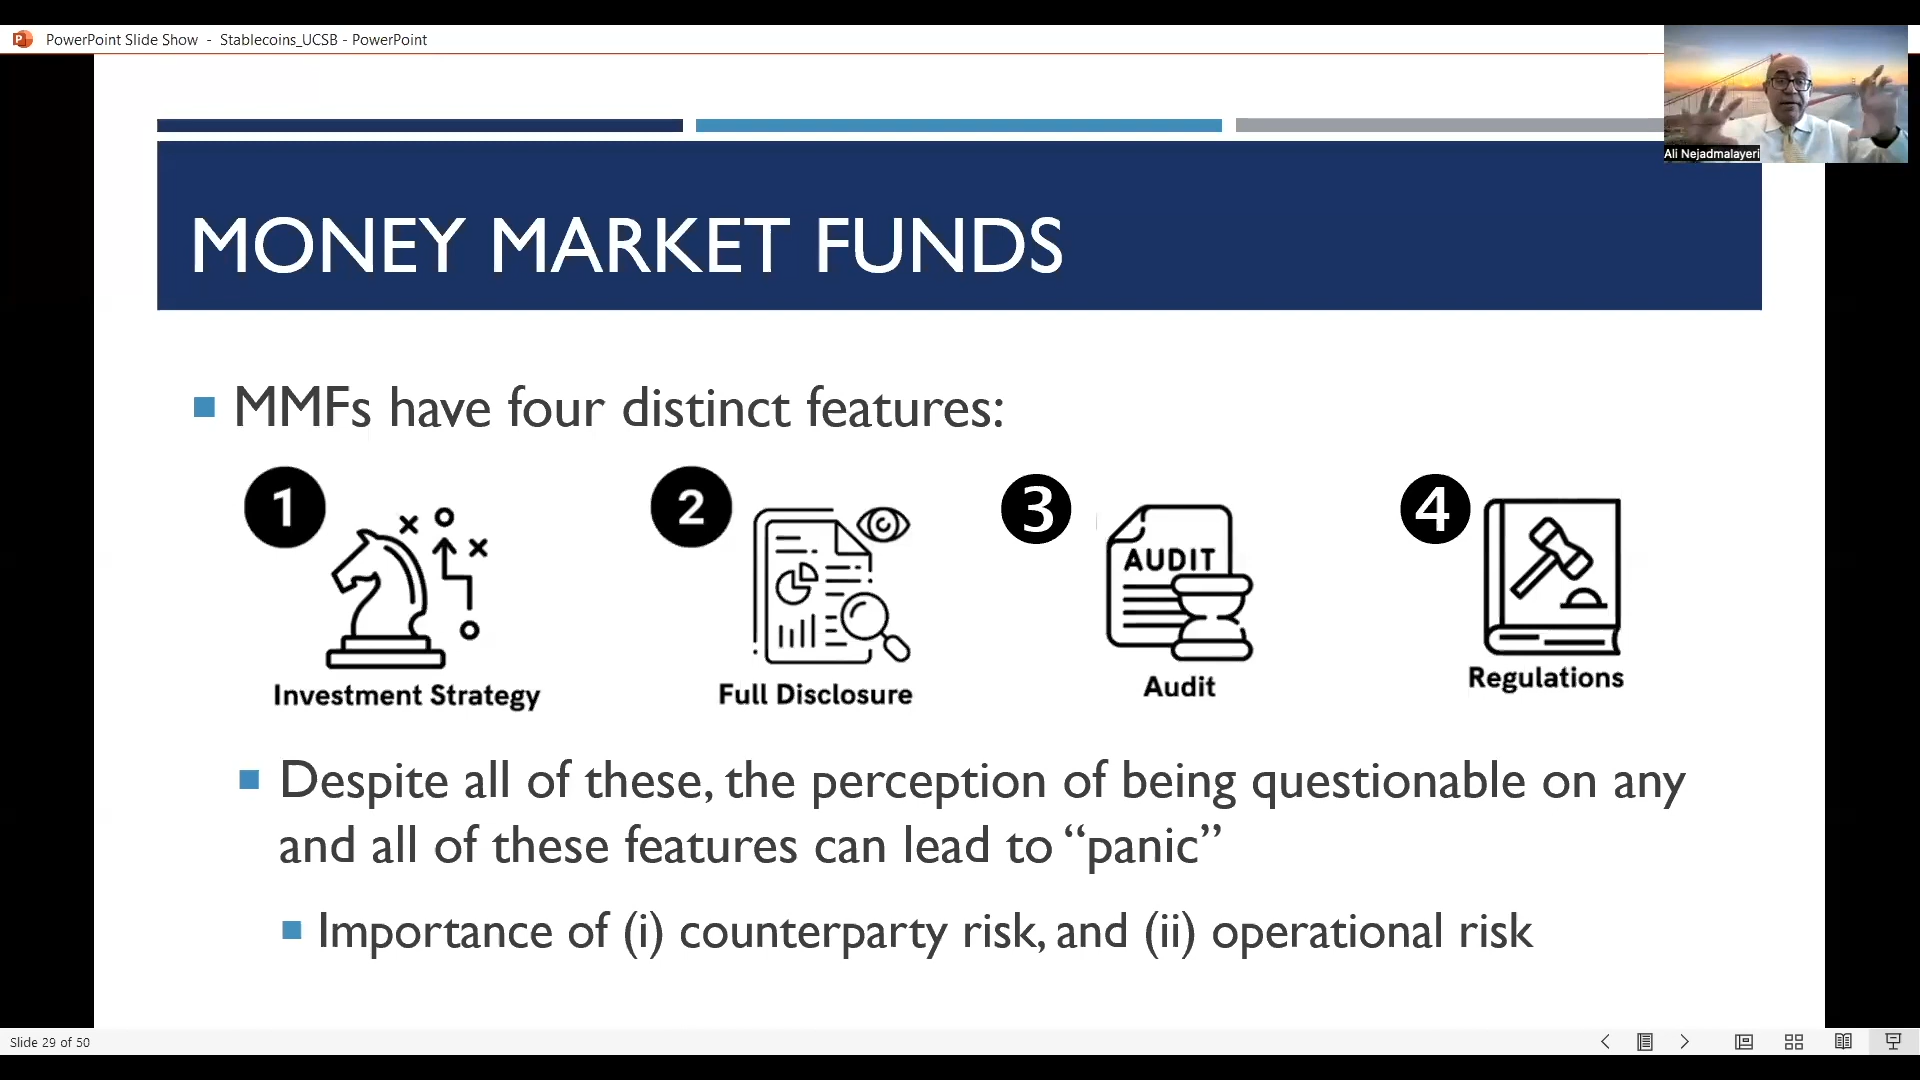 PowerPoint Slide Show - Stablecoins_UCSB - PowerPoint
Ali Nejadmalayeri
MONEY MARKET FUNDS
MMFs have four distinct features:
1
2
3
4
AUDIT
Investment Strategy
Full Disclosure
Audit
Regulations
Despite all of these, the perception of being questionable on any
and all of these features can lead to “panic”
Importance of (i) counterparty risk, and (ii) operational risk
Slide 29 of 50